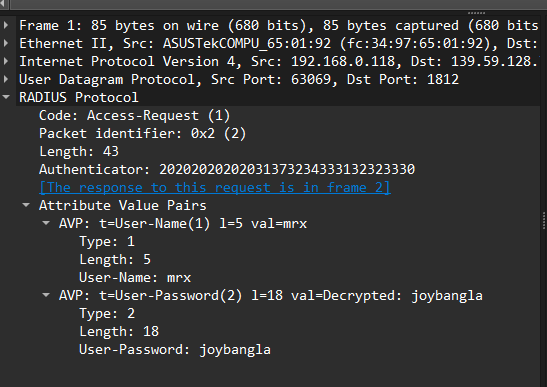 Frame 1: 85 bytes on wire (680 bits), 85 bytes captured (680 bits
Ethernet II, Src: ASUSTekCOMPU_65:01:92 (fc:34:97:65:01:92), Dst:
Internet Protocol Version 4, Src: 192.168.0.118, Dst: 139.59.128.
User Datagram Protocol, Src Port: 63069, Dst Port: 1812
RADIUS Protocol
Code: Access-Request (1)
Packet identifier: 0x2 (2)
Length: 43
Authenticator: 20202020202031373234333132323330
[The response to this request is in frame 2]
Attribute Value Pairs
AVP: t=User-Name(1) l=5 val=mrx
Type: 1
Length: 5
User-Name: mrx
AVP: t=User-Password(2) l=18 val=Decrypted: joybangla
Type: 2
Length: 18
User-Password: joybangla